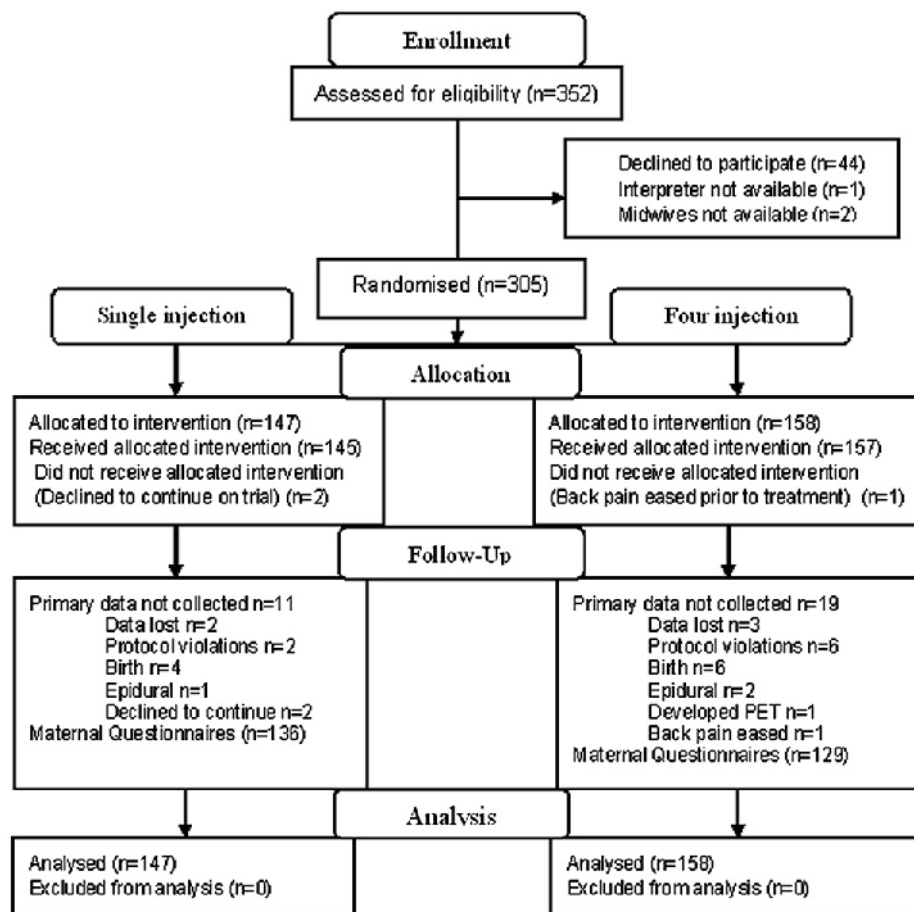 Enrollment
Assessed for eligibility (n=352)
Declined to participate (n=44)
Interpreter not available (n=1)
Midwives not available (n=2)
Randomised (n=305)
Single injection
Four injection
Allocation
Allocated to intervention (n=147)
Received allocated intervention (n=145)
Did not receive allocated intervention
(Declined to continue on trial) (n=2)
Allocated to intervention (n=158)
Received allocated intervention (n=157)
Did not receive allocated intervention
(Back pain eased prior to treatment) (n=1)
Follow-Up
Primary data not collected n=11
Data lost n=2
Protocol violations n=2
Birth n=4
Epidural n=1
Declined to continue n=2
Maternal Questionnaires (n=136)
Primary data not collected n=19
Data lost n=3
Protocol violations n=6
Birth n=6
Epidural n=2
Developed PET n=1
Back pain eased n=1
Maternal Questionnaires (n=129)
Analysis
Analysed (n=147)
Excluded from analysis (n=0)
Analysed (n=158)
Excluded from analysis (n=0)